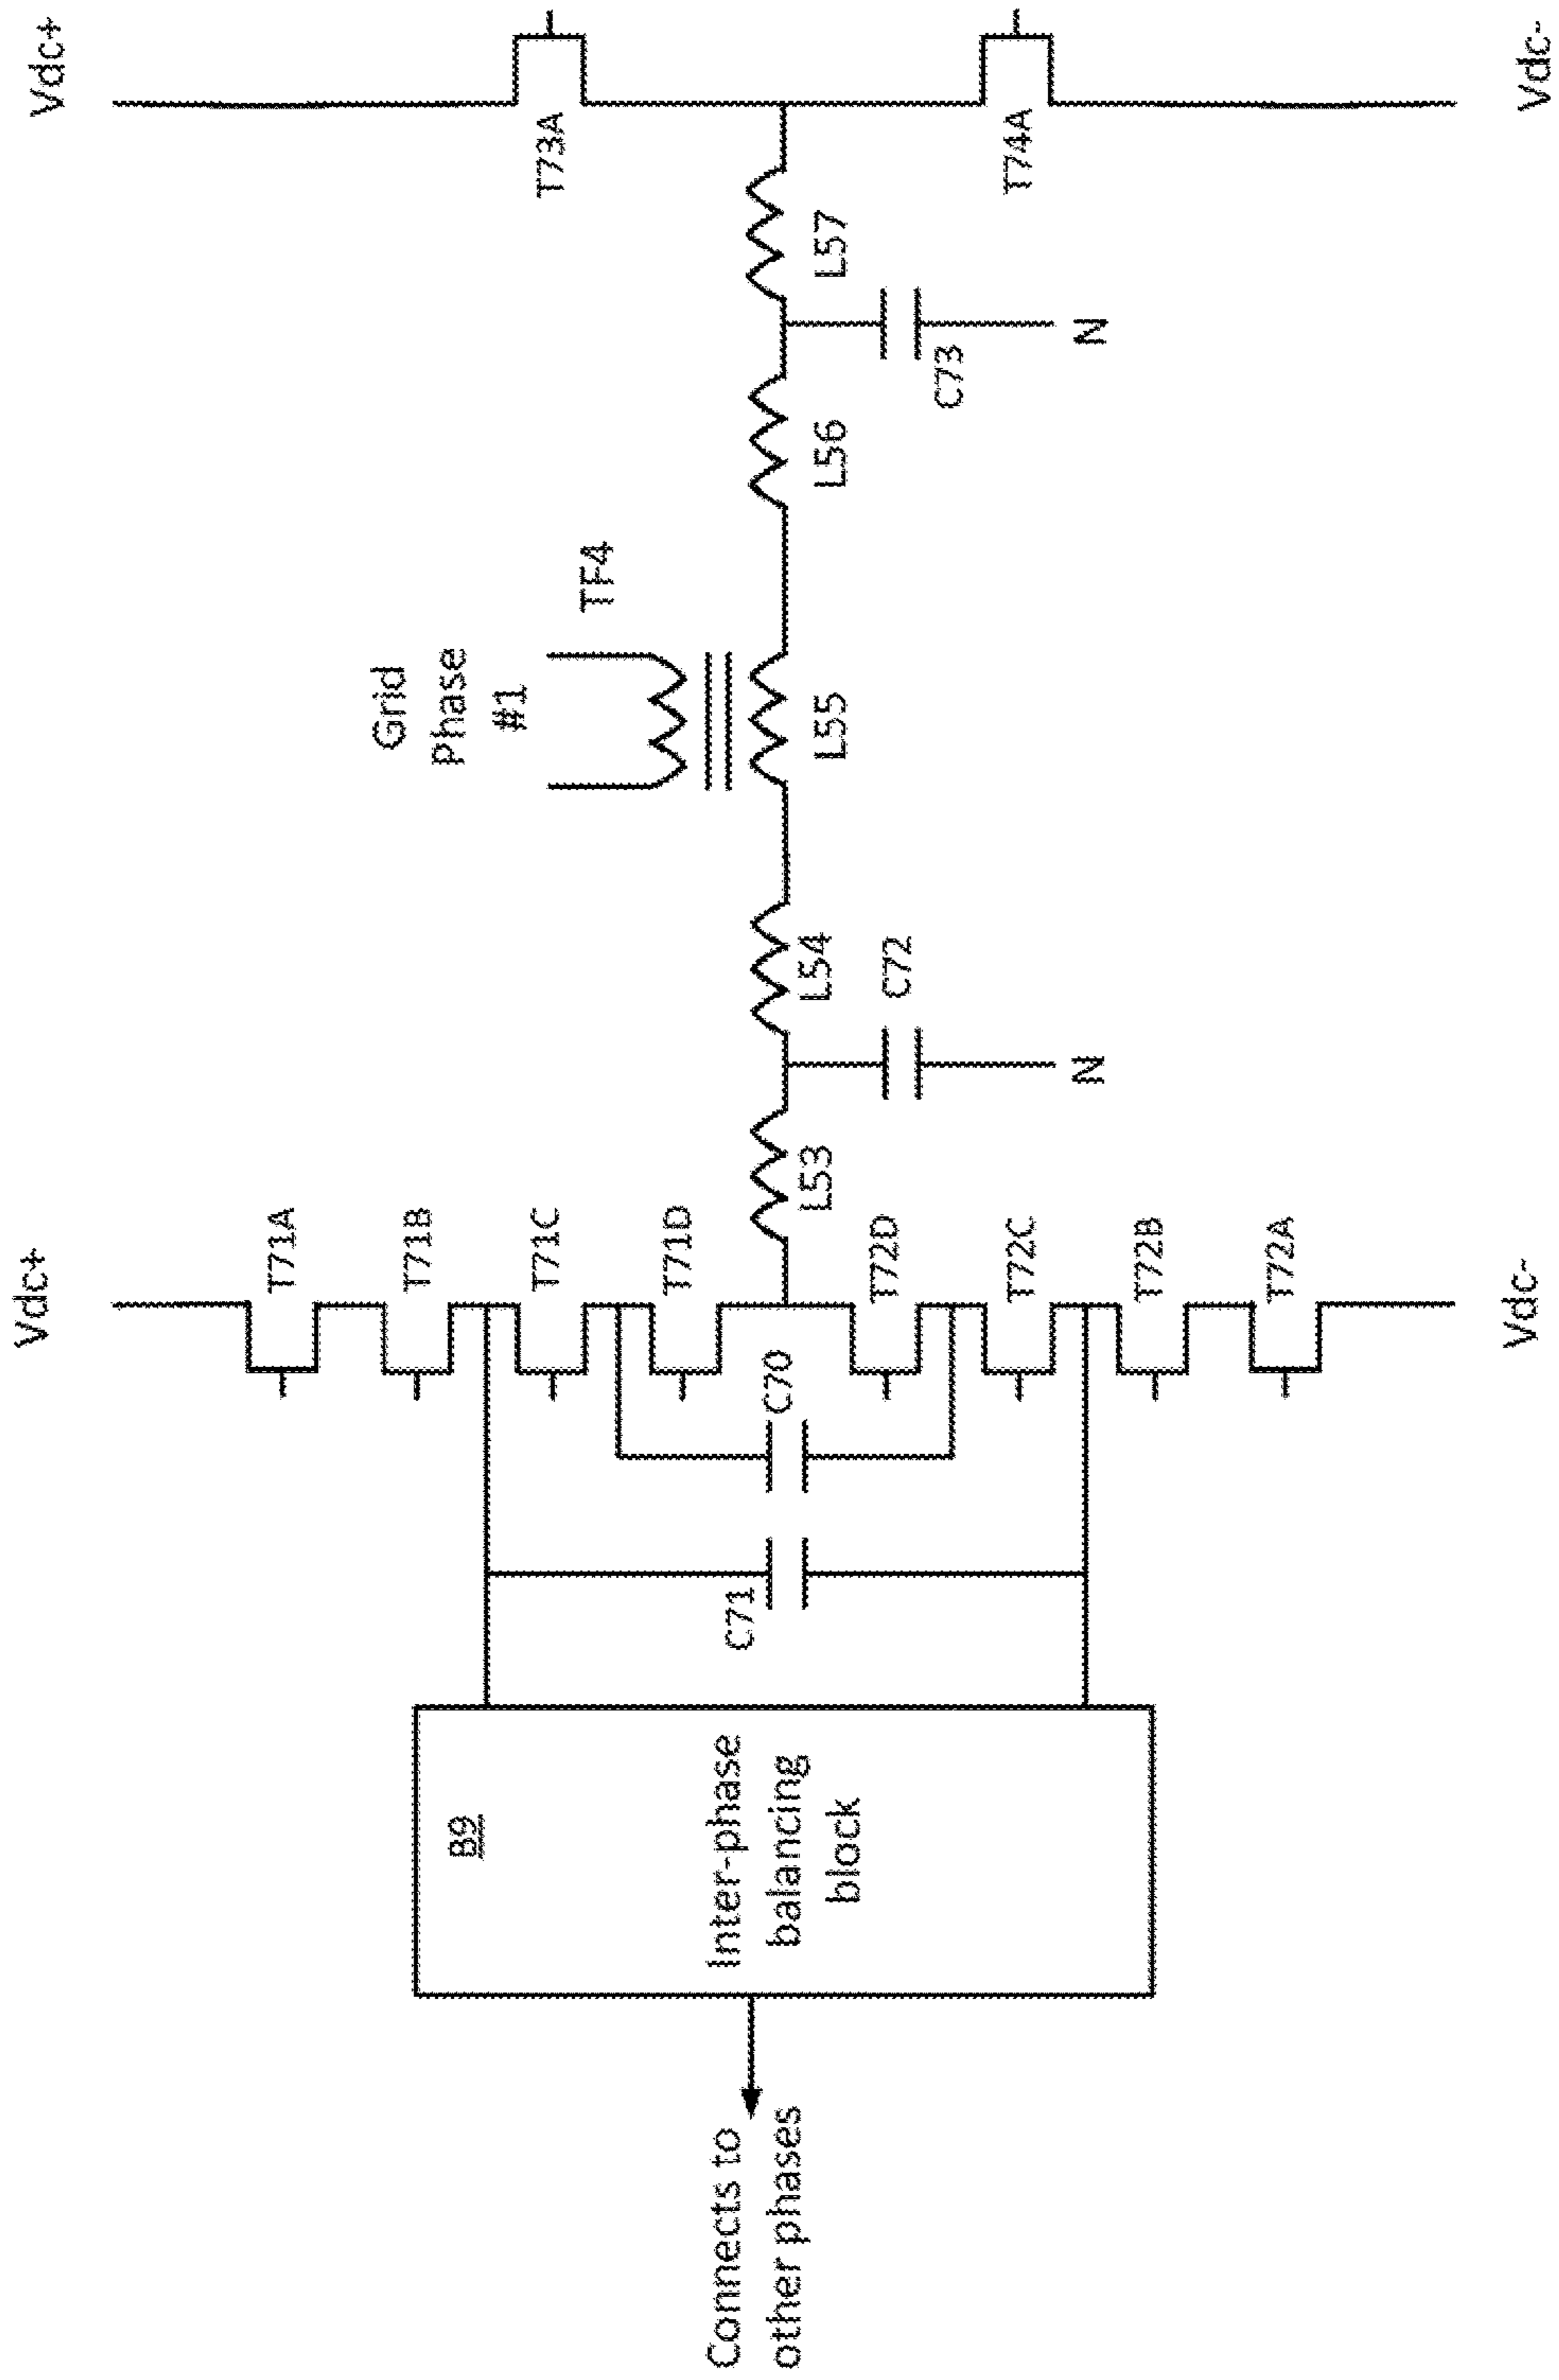 Vdc+
Vdc+
T71A
T71B
T71C
T71D
T72D
T72C
T72B
T72A
Vdc-
C70
C71
B9
Inter-phase
balancing
block
Connects to
other phases
L53
C72
N
L54
Grid
Phase
#1
TF4
L55
L56
C73
N
L57
T73A
T74A
Vdc-